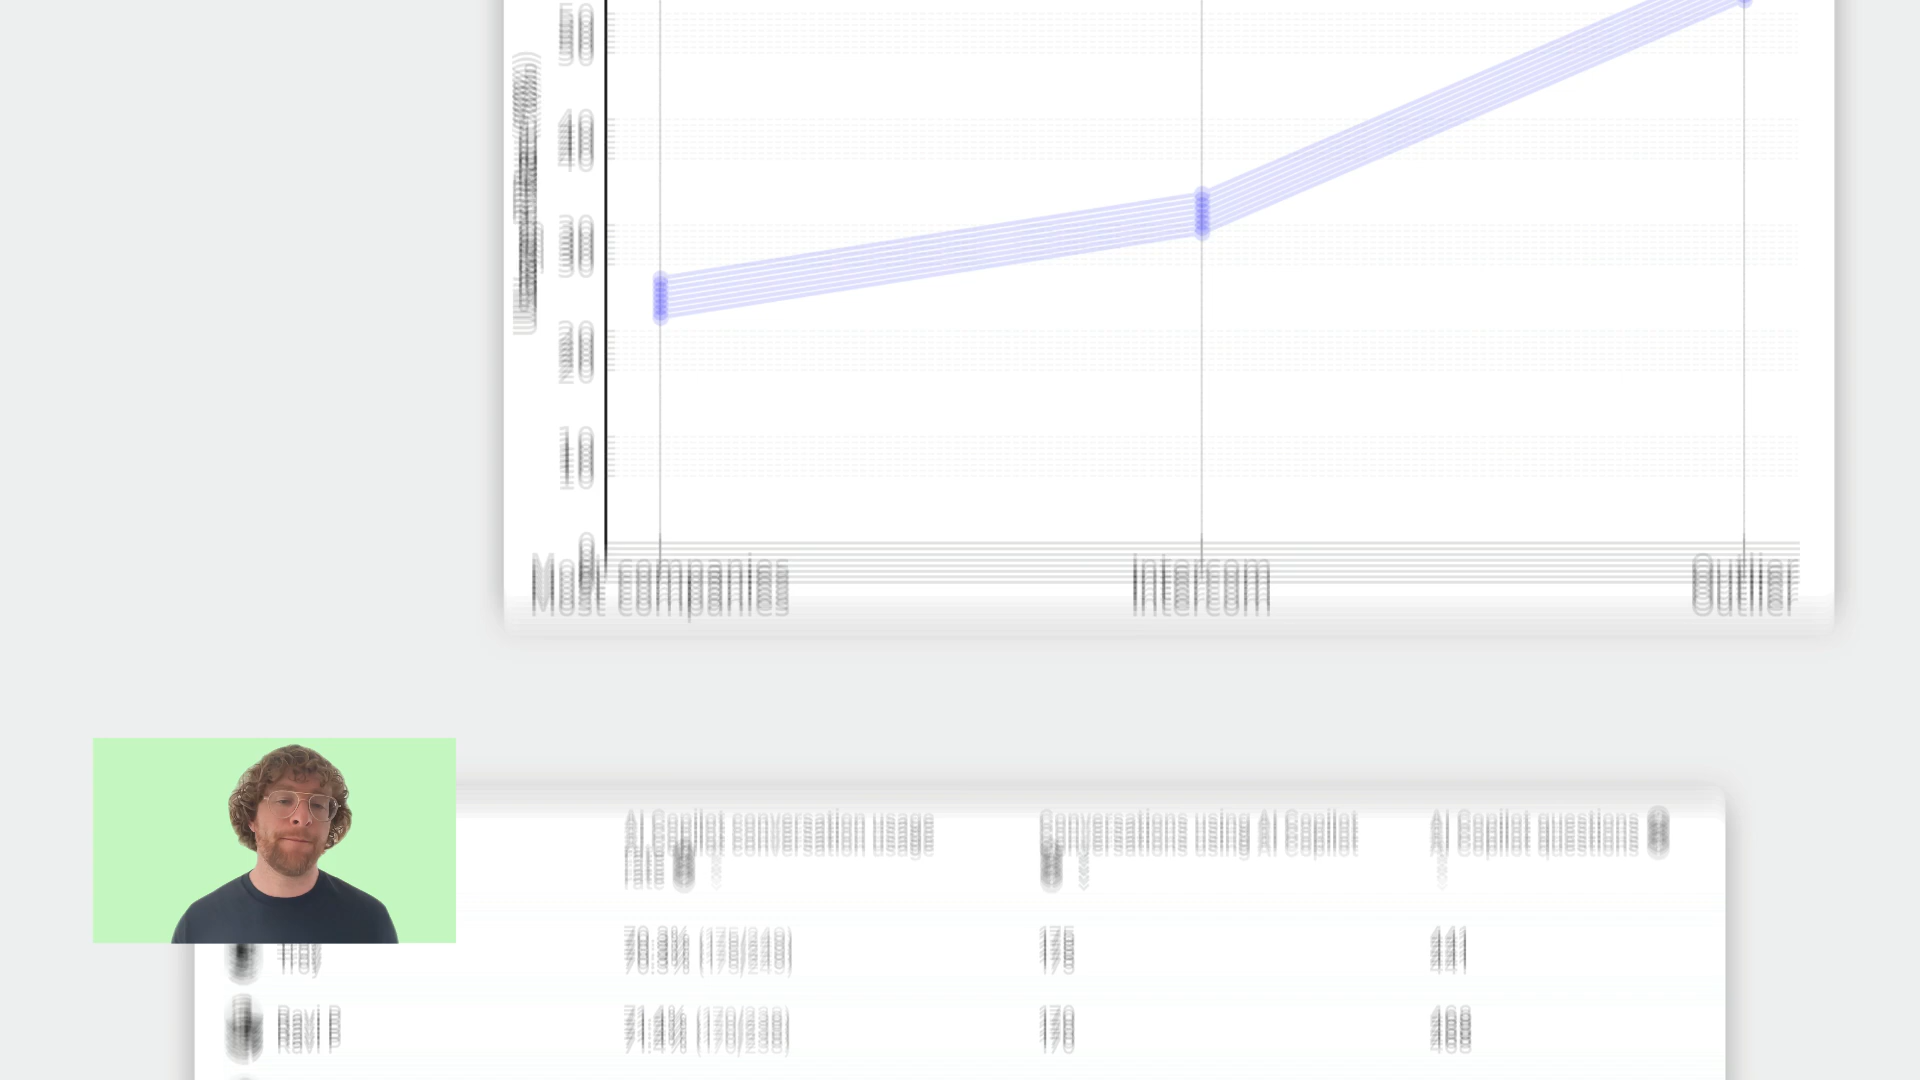 50
40
30
20
10
0
Most companies
Intercom
Outlier
AI Copilot conversation usage
rate
Conversations using AI Copilot
AI Copilot questions
Troy
70.3% (175/249)
175
441
Ravi P
71.4% (170/238)
170